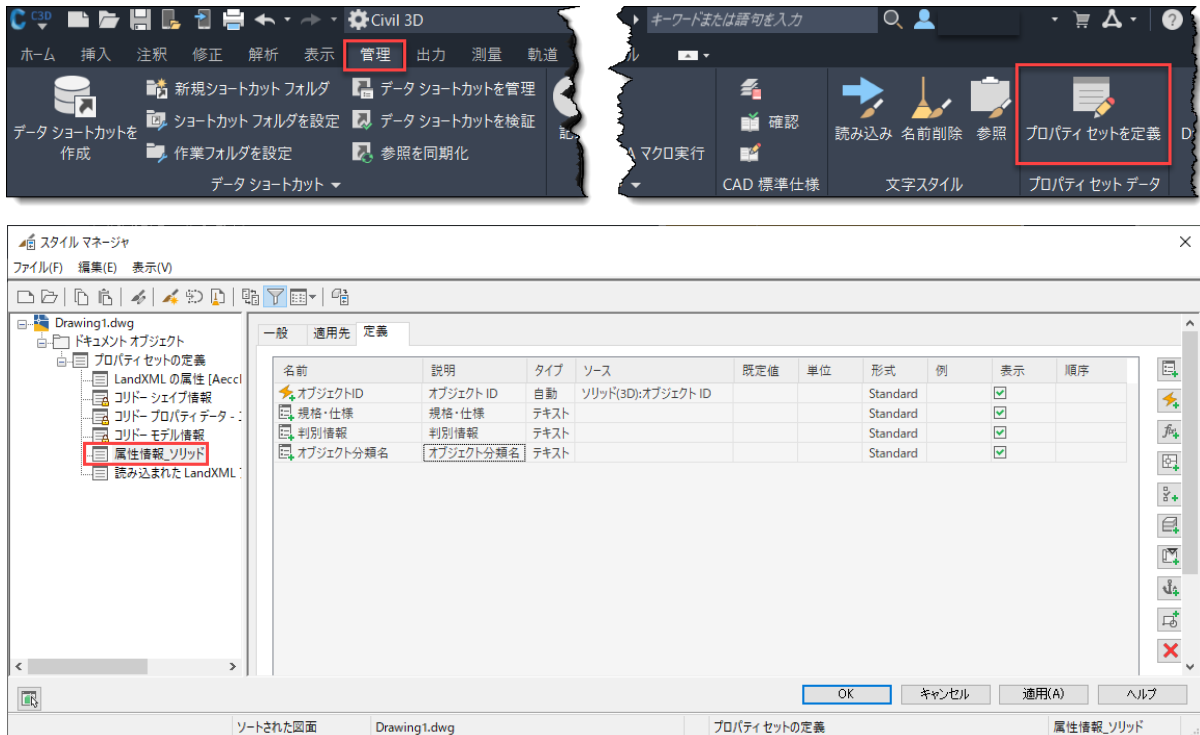 C3D
Civil 3D
ホーム 挿入 注釈 修正 解析 表示 管理 出力 測量 軌道
データ ショートカットを作成
新規ショートカット フォルダ
ショートカット フォルダを設定
作業フォルダを設定
データ ショートカットを管理
データ ショートカットを検証
参照を同期化
データ ショートカット
キーワードまたは語句を入力
マクロ実行
確認
CAD 標準仕様
読み込み 名前削除 参照
文字スタイル
プロパティ セットを定義
プロパティ セット データ
スタイル マネージャ
ファイル(F) 編集(E) 表示(V)
Drawing1.dwg
ドキュメント オブジェクト
プロパティ セットの定義
LandXML の属性 [Aecc
コリドー シェイプ情報
コリドー プロパティ データ -
コリドー モデル情報
属性情報_ソリッド
読み込まれた LandXML
一般 適用先 定義
名前 説明 タイプ ソース 既定値 単位 形式 例 表示 順序
オブジェクトID オブジェクト ID 自動 ソリッド(3D):オブジェクト ID Standard
規格・仕様 規格・仕様 テキスト Standard
判別情報 判別情報 テキスト Standard
オブジェクト分類名 オブジェクト分類名 テキスト Standard
OK キャンセル 適用(A) ヘルプ
ソートされた図面 Drawing1.dwg プロパティ セットの定義 属性情報_ソリッド